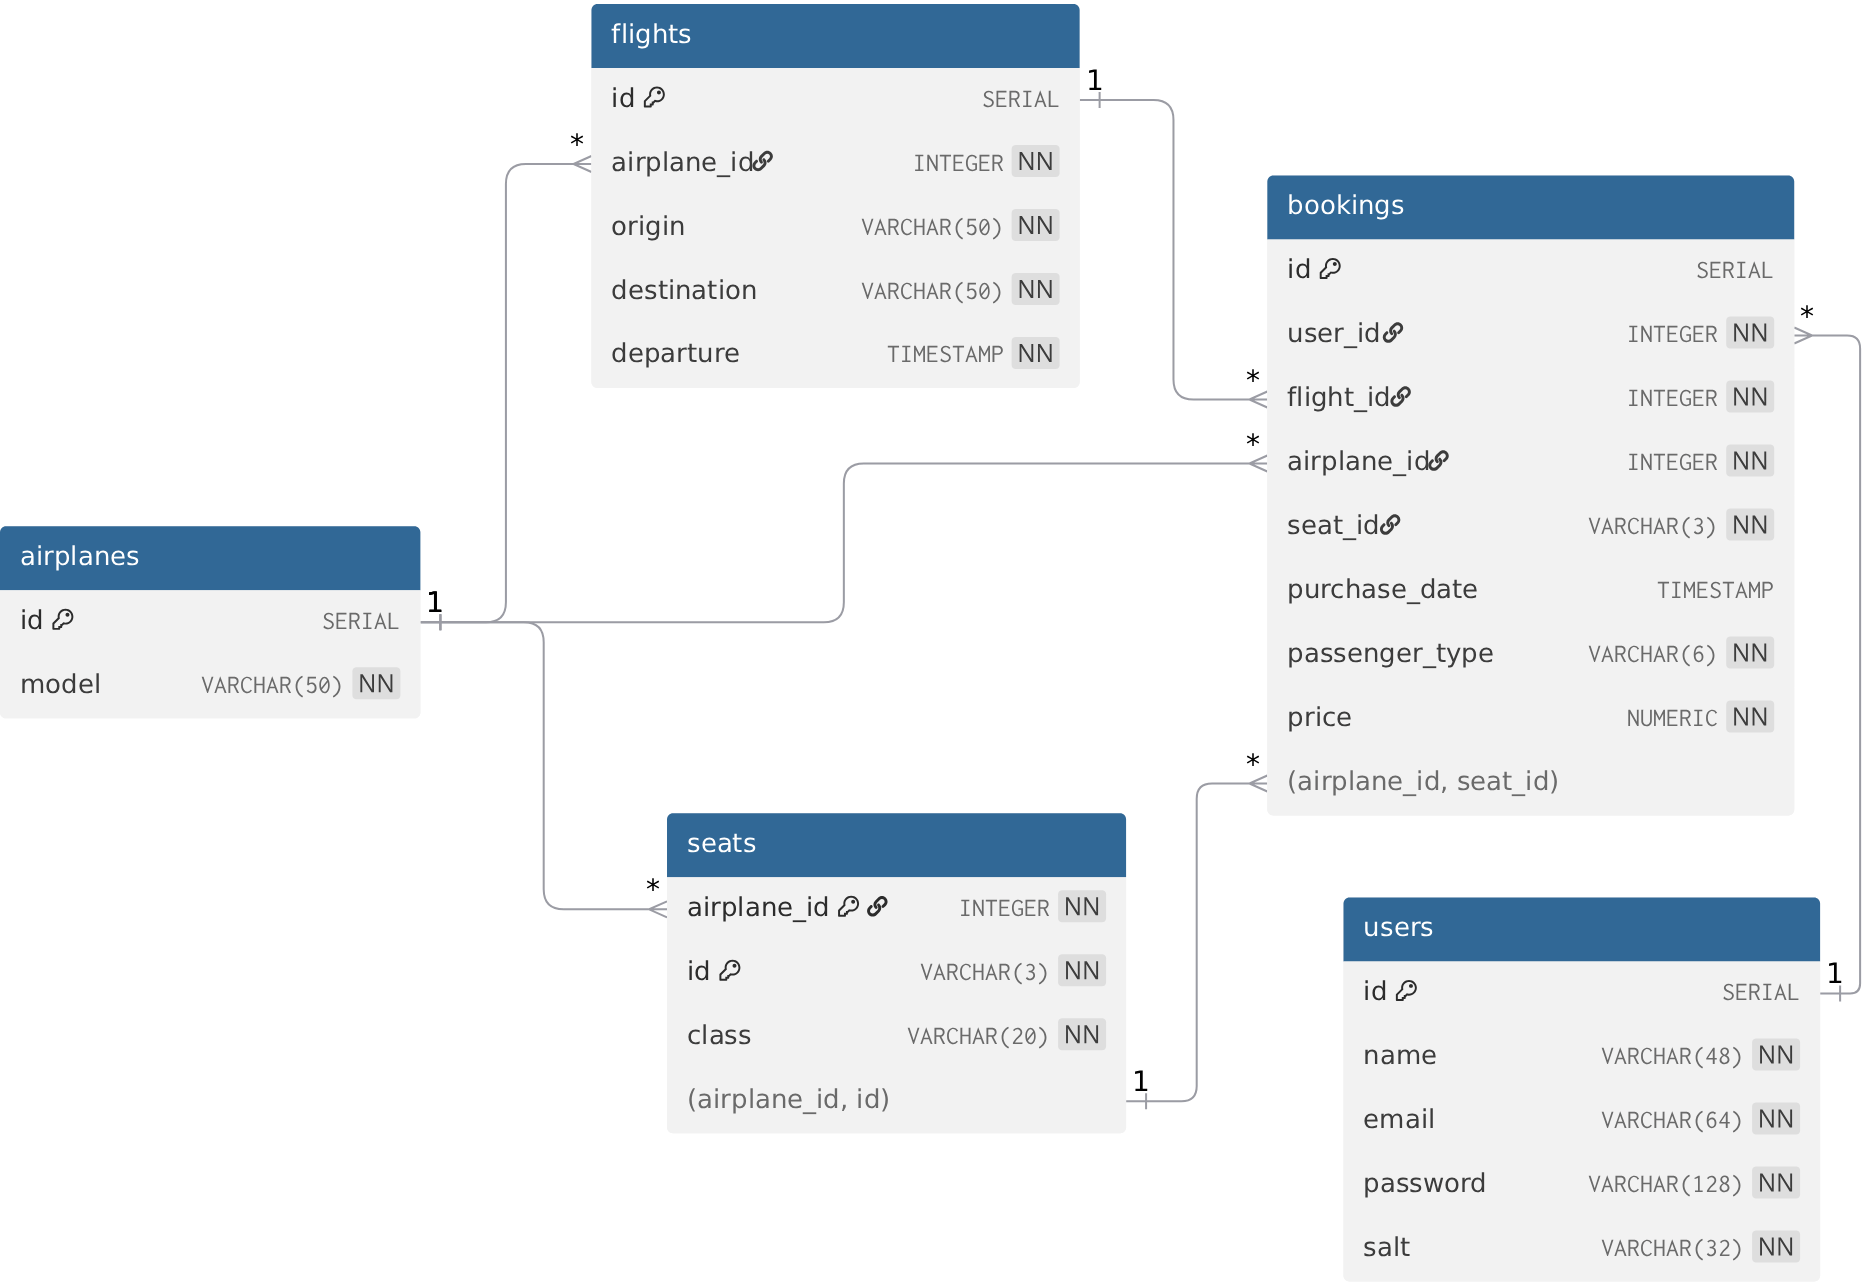 flights
id SERIAL
airplane_id INTEGER NN
origin VARCHAR(50) NN
destination VARCHAR(50) NN
departure TIMESTAMP NN
1
*
bookings
id SERIAL
user_id INTEGER NN
flight_id INTEGER NN
airplane_id INTEGER NN
seat_id VARCHAR(3) NN
purchase_date TIMESTAMP
passenger_type VARCHAR(6) NN
price NUMERIC NN
(airplane_id, seat_id)
*
*
*
*
airplanes
id SERIAL
model VARCHAR(50) NN
1
seats
airplane_id INTEGER NN
id VARCHAR(3) NN
class VARCHAR(20) NN
(airplane_id, id)
*
1
users
id SERIAL
name VARCHAR(48) NN
email VARCHAR(64) NN
password VARCHAR(128) NN
salt VARCHAR(32) NN
1